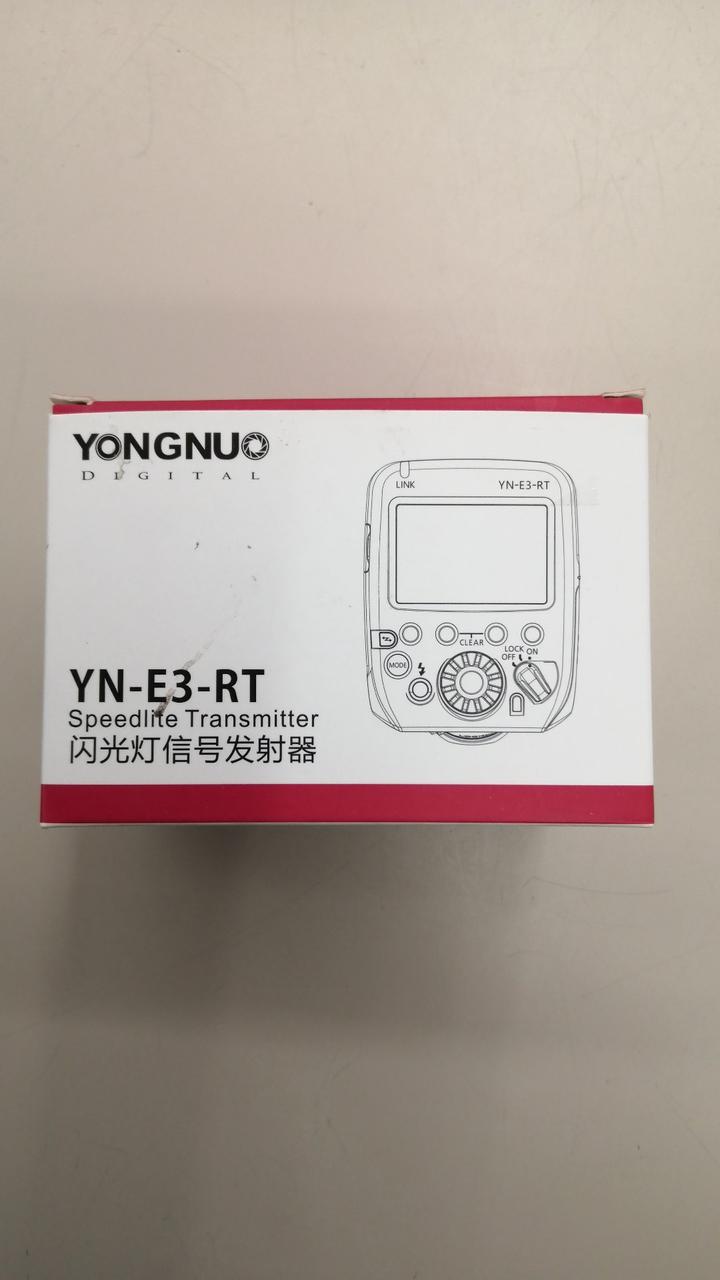 YONGNUO
DIGITAL
LINK YN-E3-RT
CLEAR
LOCK ON
OFF
MODE
YN-E3-RT
Speedlite Transmitter
闪光灯信号发射器